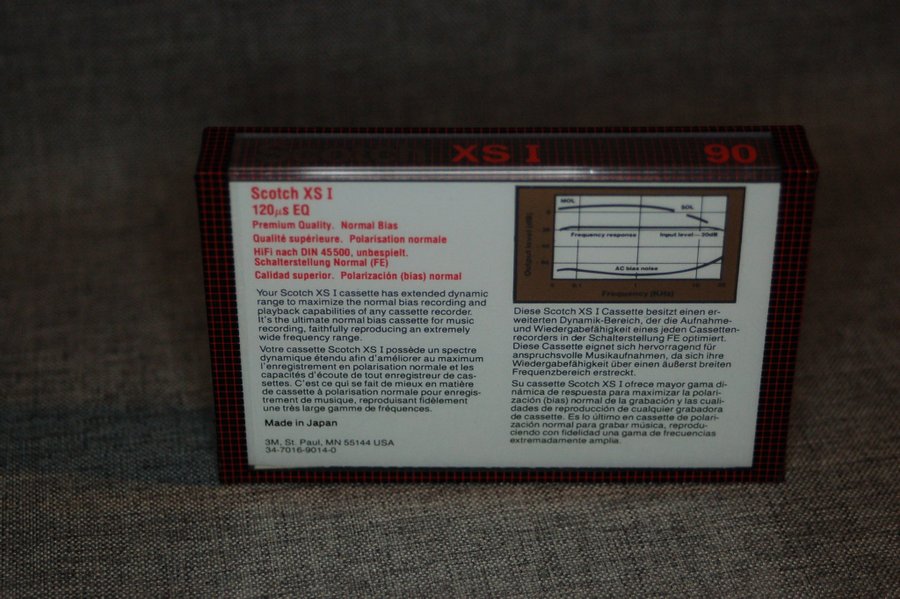 XS I 90
Scotch XS I
120µs EQ
Premium Quality. Normal Bias
Qualité supérieure. Polarisation normale
HiFi nach DIN 45500, unbespielt.
Schalterstellung Normal (FE)
Calidad superior. Polarización (bias) normal
Your Scotch XS I cassette has extended dynamic
range to maximize the normal bias recording and
playback capabilities of any cassette recorder.
It's the ultimate normal bias cassette for music
recording, faithfully reproducing an extremely
wide frequency range.
Votre cassette Scotch XS I possède un spectre
dynamique étendu afin d'améliorer au maximum
l'enregistrement en polarisation normale et les
capacités d'écoute de tout enregistreur de cas-
settes. C'est ce qui se fait de mieux en matière
de cassette à polarisation normale pour enregis-
trement de musique, reproduisant fidèlement
une très large gamme de fréquences.
Made in Japan
3M, St. Paul, MN 55144 USA
34-7016-9014-0
MOL
SOL
Frequency response Input level—20dB
AC bias noise
Output level (dB)
Frequency (KHz)
Diese Scotch XS I Cassette besitzt einen er-
weiterten Dynamik-Bereich, der die Aufnahme-
und Wiedergabefähigkeit eines jeden Cassetten-
recorders in der Schalterstellung FE optimiert.
Diese Cassette eignet sich hervorragend für
anspruchsvolle Musikaufnahmen, da sich ihre
Wiedergabefähigkeit über einen äußerst breiten
Frequenzbereich erstreckt.
Su cassette Scotch XS I ofrece mayor gama di-
námica de respuesta para maximizar la polari-
zación (bias) normal de la grabación y las cuali-
dades de reproducción de cualquier grabadora
de cassette. Es lo último en cassette de polari-
zación normal para grabar música, reprodu-
ciendo con fidelidad una gama de frecuencias
extremadamente amplia.